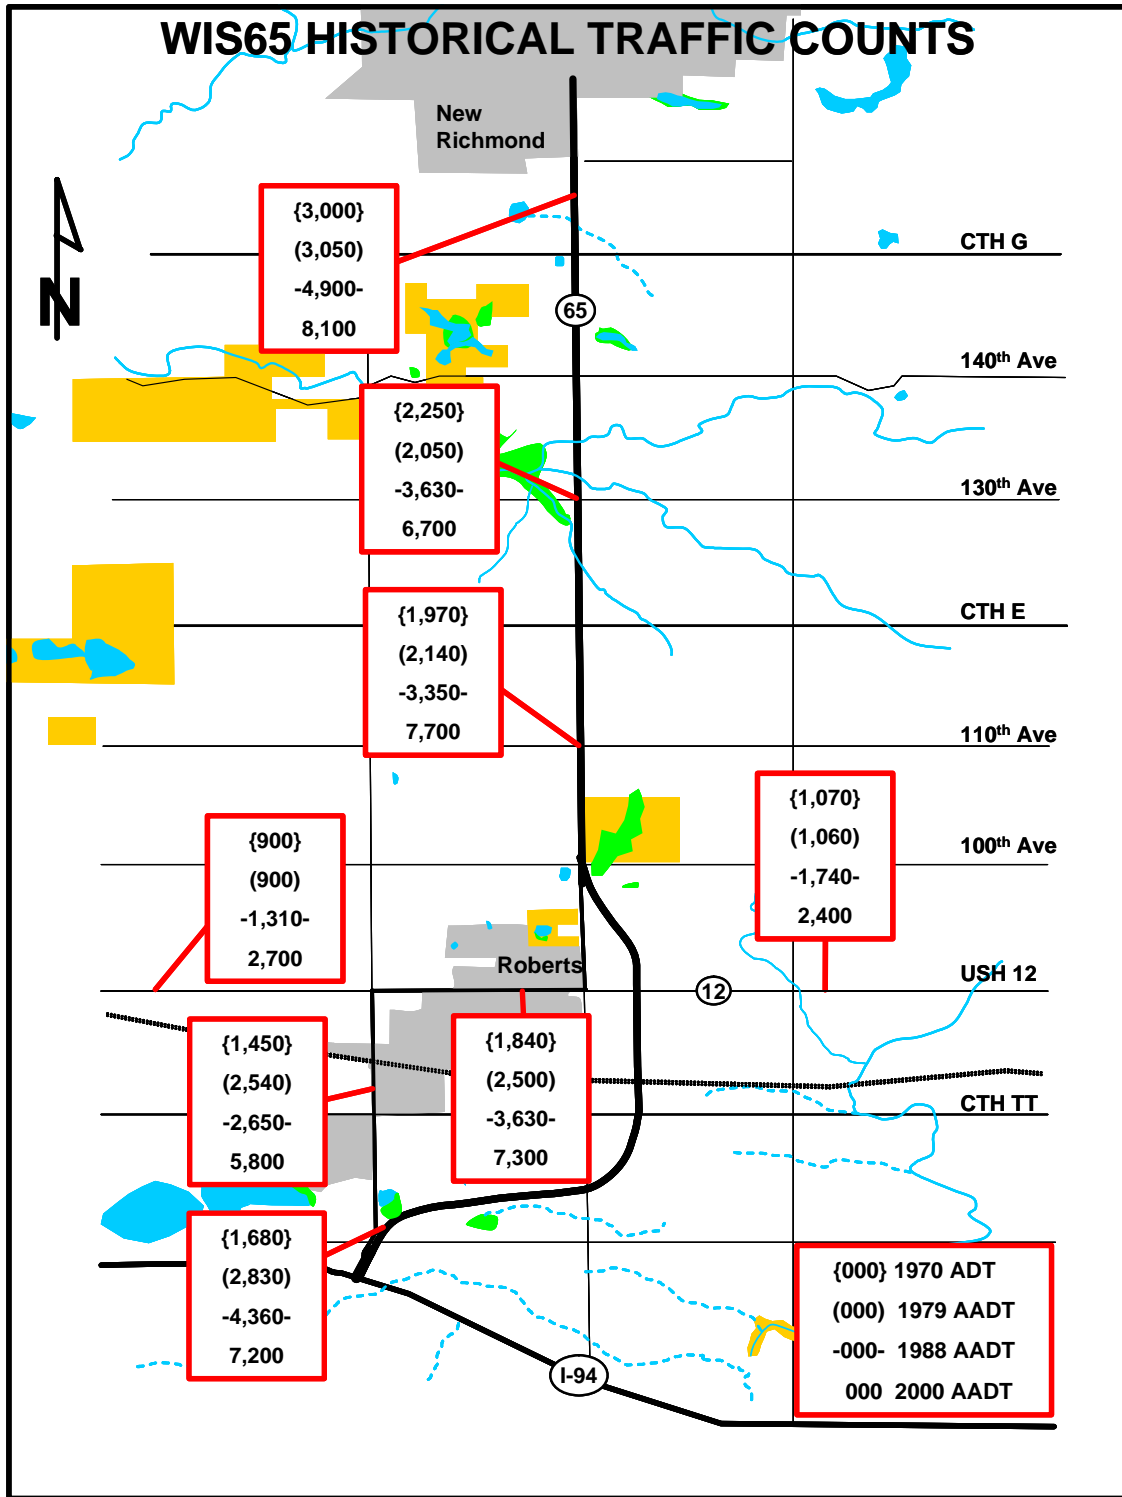 WIS65 HISTORICAL TRAFFIC COUNTS
New
Richmond
{3,000}
(3,050)
-4,900-
8,100
CTH G
N
65
140th Ave
{2,250}
(2,050)
-3,630-
6,700
130th Ave
{1,970}
(2,140)
-3,350-
7,700
CTH E
110th Ave
{1,070}
(1,060)
-1,740-
2,400
{900}
(900)
-1,310-
2,700
100th Ave
Roberts
USH 12
12
{1,450}
(2,540)
-2,650-
5,800
{1,840}
(2,500)
-3,630-
7,300
CTH TT
{1,680}
(2,830)
-4,360-
7,200
{000} 1970 ADT
(000) 1979 AADT
-000- 1988 AADT
000 2000 AADT
I-94